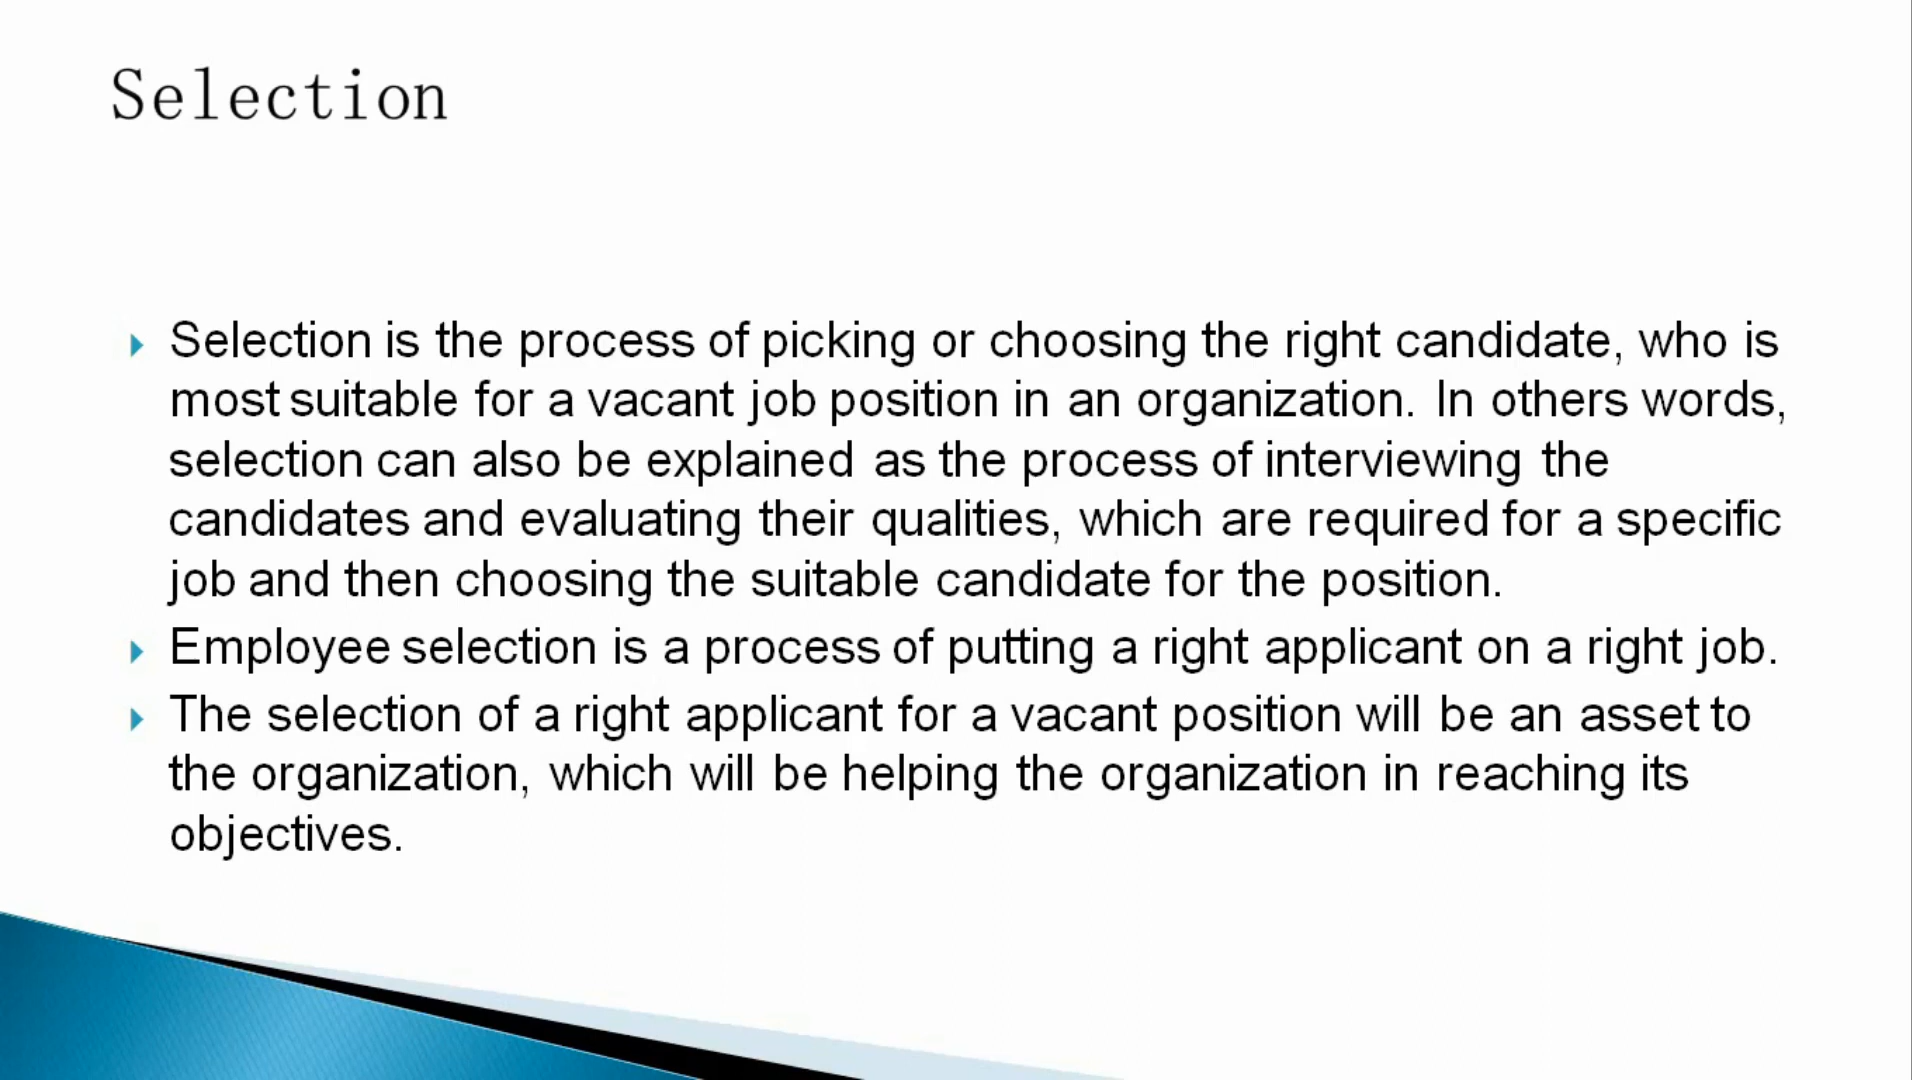 Selection
Selection is the process of picking or choosing the right candidate, who is
most suitable for a vacant job position in an organization. In others words,
selection can also be explained as the process of interviewing the
candidates and evaluating their qualities, which are required for a specific
job and then choosing the suitable candidate for the position.
Employee selection is a process of putting a right applicant on a right job.
The selection of a right applicant for a vacant position will be an asset to
the organization, which will be helping the organization in reaching its
objectives.